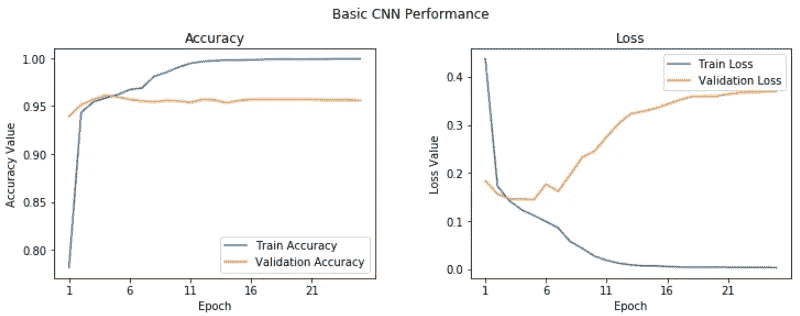 Basic CNN Performance
Accuracy
1.00
0.95
0.90
0.85
0.80
Accuracy Value
Train Accuracy
Validation Accuracy
1 6 11 16 21
Epoch
Loss
0.4
0.3
0.2
0.1
0.0
Loss Value
Train Loss
Validation Loss
1 6 11 16 21
Epoch